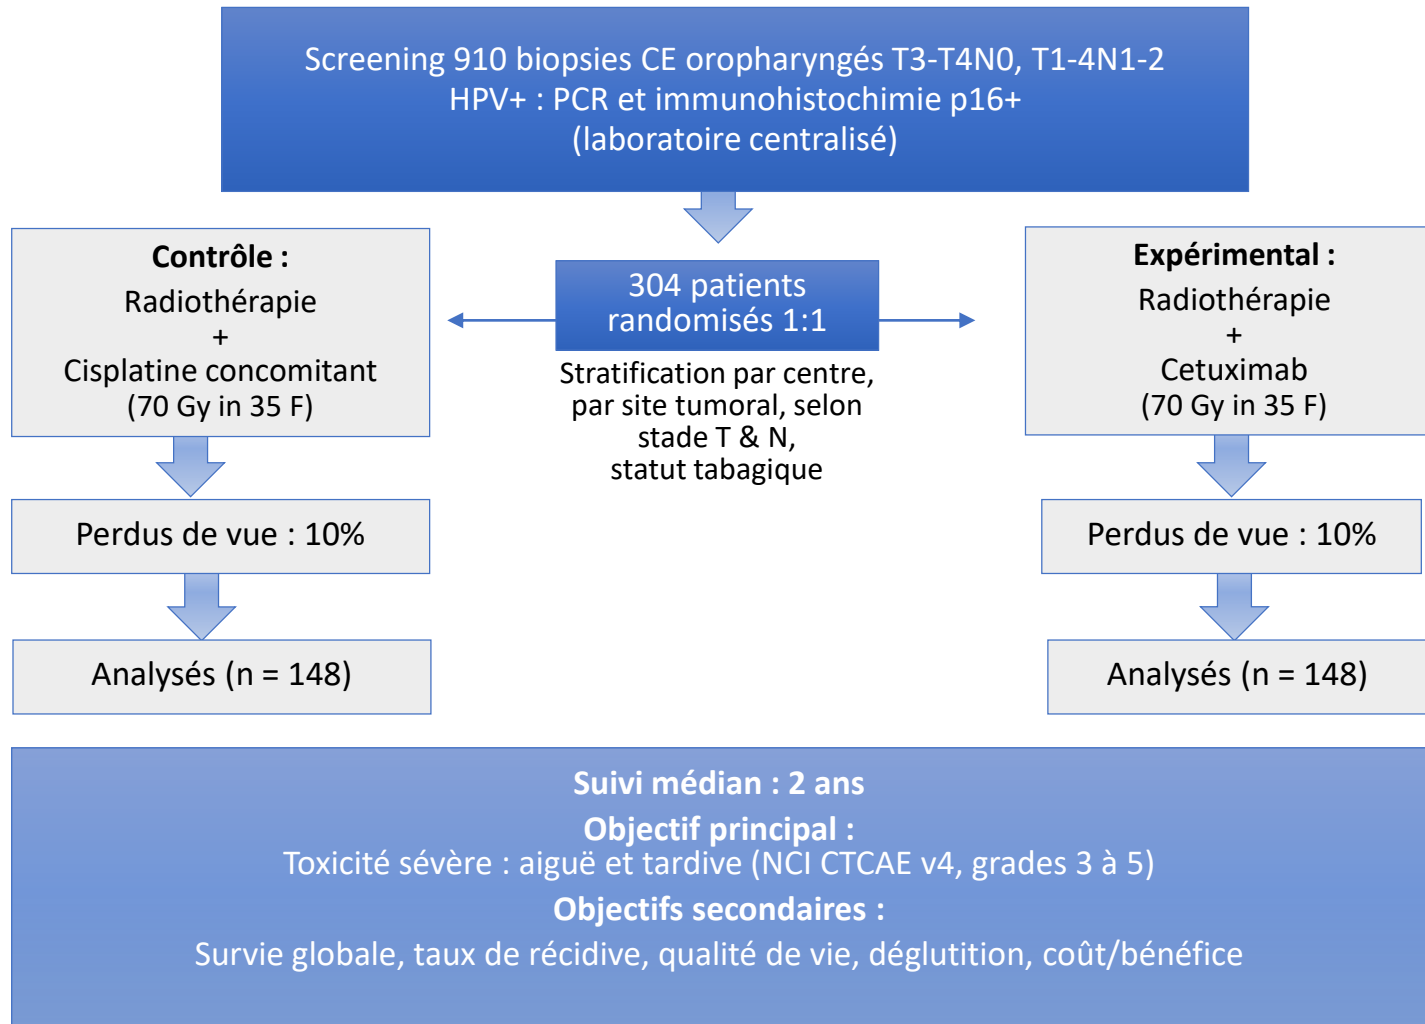 Screening 910 biopsies CE oropharyngés T3-T4N0, T1-4N1-2
HPV+ : PCR et immunohistochimie p16+
(laboratoire centralisé)
Contrôle :
Radiothérapie
+
Cisplatine concomitant
(70 Gy in 35 F)
304 patients
randomisés 1:1
Stratification par centre,
par site tumoral, selon
stade T & N,
statut tabagique
Expérimental :
Radiothérapie
+
Cetuximab
(70 Gy in 35 F)
Perdus de vue : 10%
Perdus de vue : 10%
Analysés (n = 148)
Analysés (n = 148)
Suivi médian : 2 ans
Objectif principal :
Toxicité sévère : aiguë et tardive (NCI CTCAE v4, grades 3 à 5)
Objectifs secondaires :
Survie globale, taux de récidive, qualité de vie, déglutition, coût/bénéfice